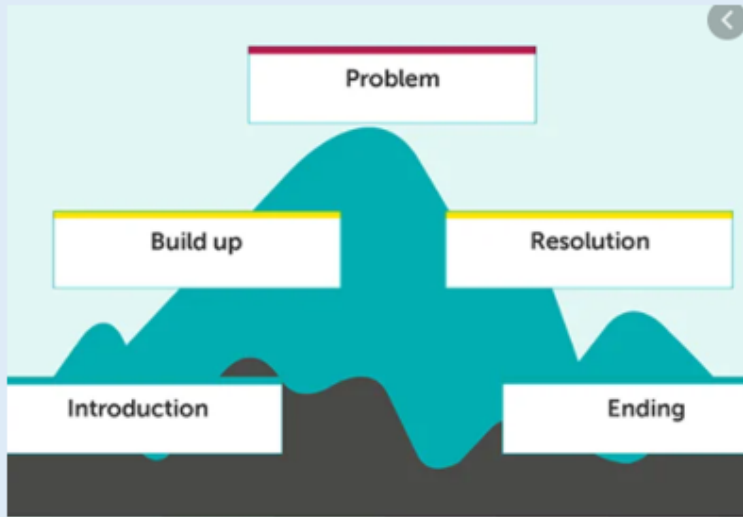 Problem
Build up
Resolution
Introduction
Ending